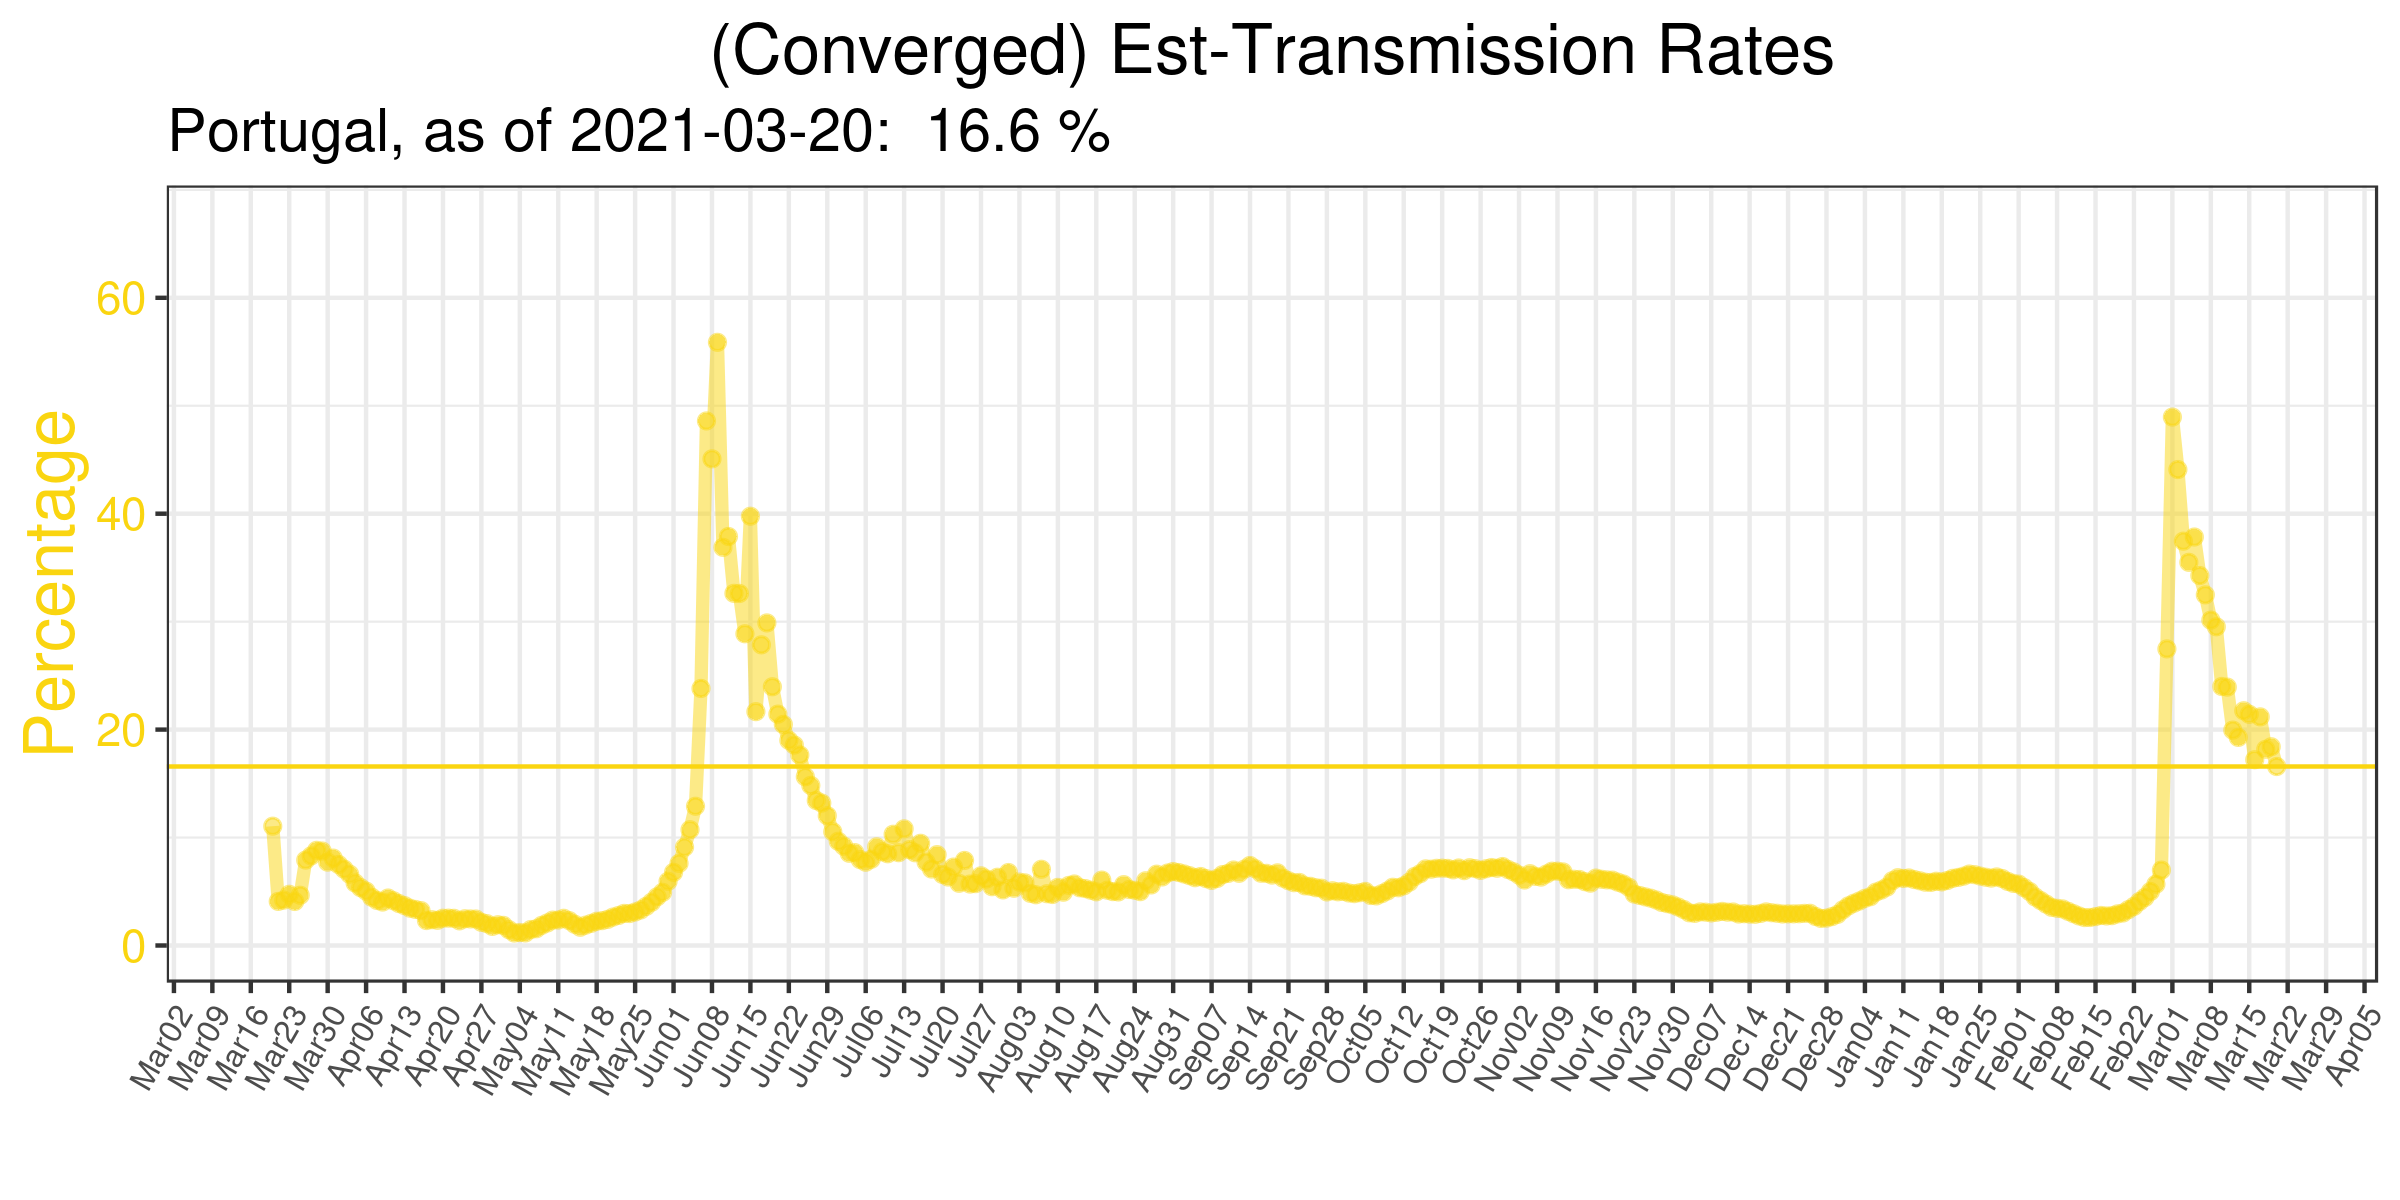 (Converged) Est-Transmission Rates
Portugal, as of 2021-03-20:  16.6 %
Percentage
60
40
20
0
Mar02
Mar09
Mar16
Mar23
Mar30
Apr06
Apr13
Apr20
Apr27
May04
May11
May18
May25
Jun01
Jun08
Jun15
Jun22
Jun29
Jul06
Jul13
Jul20
Jul27
Aug03
Aug10
Aug17
Aug24
Aug31
Sep07
Sep14
Sep21
Sep28
Oct05
Oct12
Oct19
Oct26
Nov02
Nov09
Nov16
Nov23
Nov30
Dec07
Dec14
Dec21
Dec28
Jan04
Jan11
Jan18
Jan25
Feb01
Feb08
Feb15
Feb22
Mar01
Mar08
Mar15
Mar22
Mar29
Apr05